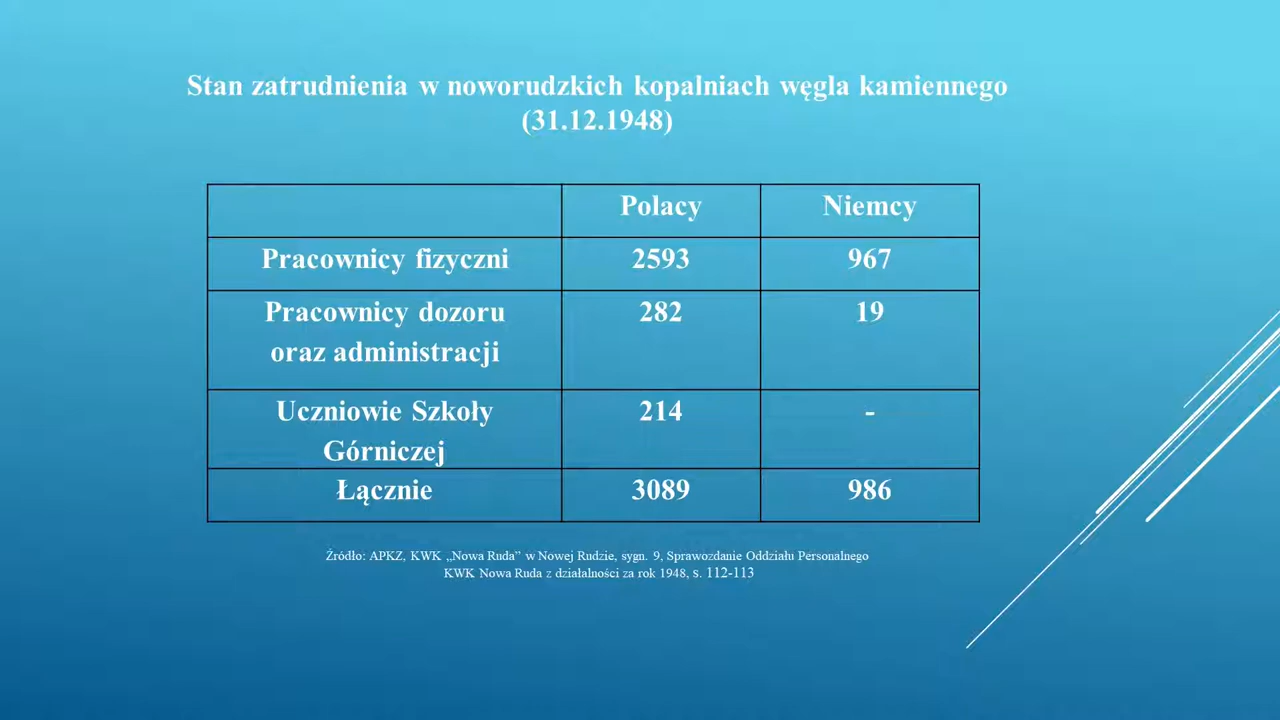 Stan zatrudnienia w noworudzkich kopalniach węgla kamiennego
(31.12.1948)
Polacy Niemcy
Pracownicy fizyczni 2593 967
Pracownicy dozoru 282 19
oraz administracji
Uczniowie Szkoły 214 -
Górniczej
Łącznie 3089 986
Źródło: APKZ, KWK „Nowa Ruda” w Nowej Rudzie, sygn. 9, Sprawozdanie Oddziału Personalnego
KWK Nowa Ruda z działalności za rok 1948, s. 112-113